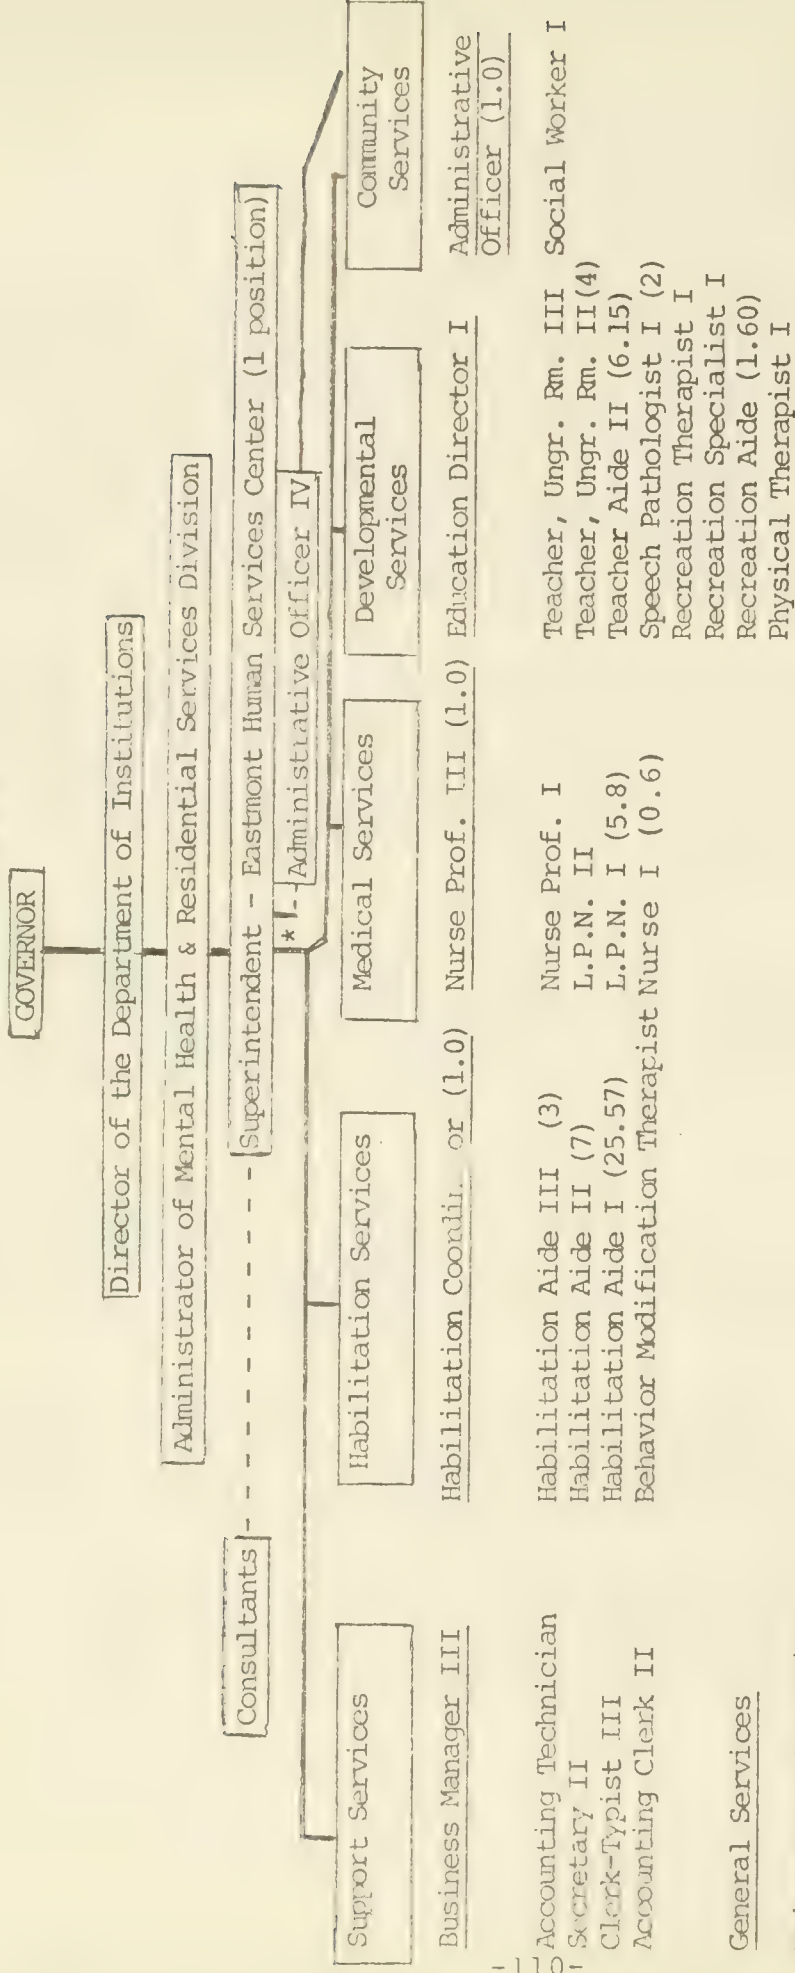 GOVERNOR
Director of the Department of Institutions
Administrator of Mental Health & Residential Services Division
Consultants
Superintendent - Eastmont Human Services Center (1 position)
*
Administrative Officer IV
Support Services
Habilitation Services
Medical Services
Developmental
Services
Community
Services
Business Manager III
Habilitation Coordin or (1.0)
Nurse Prof. III (1.0)
Education Director I
Administrative
Officer (1.0)
Accounting Technician
Secretary II
Clerk-Typist III
Accounting Clerk II
Habilitation Aide III (3)
Habilitation Aide II (7)
Habilitation Aide I (25.57)
Behavior Modification Therapist
Nurse Prof. I
L.P.N. II
L.P.N. I (5.8)
Nurse I (0.6)
Teacher, Ungr. Rm. III
Teacher, Ungr. Rm. II(4)
Teacher Aide II (6.15)
Speech Pathologist I (2)
Recreation Therapist I
Recreation Specialist I
Recreation Aide (1.60)
Physical Therapist I
Social Worker I
General Services
-110-